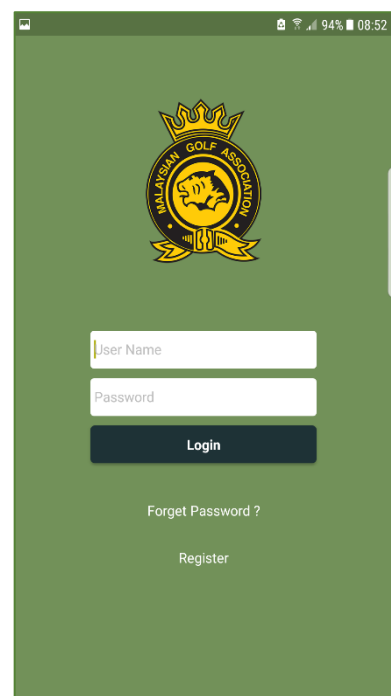 94% 08:52
MALAYSIAN GOLF ASSOCIATION
User Name
Password
Login
Forget Password ?
Register